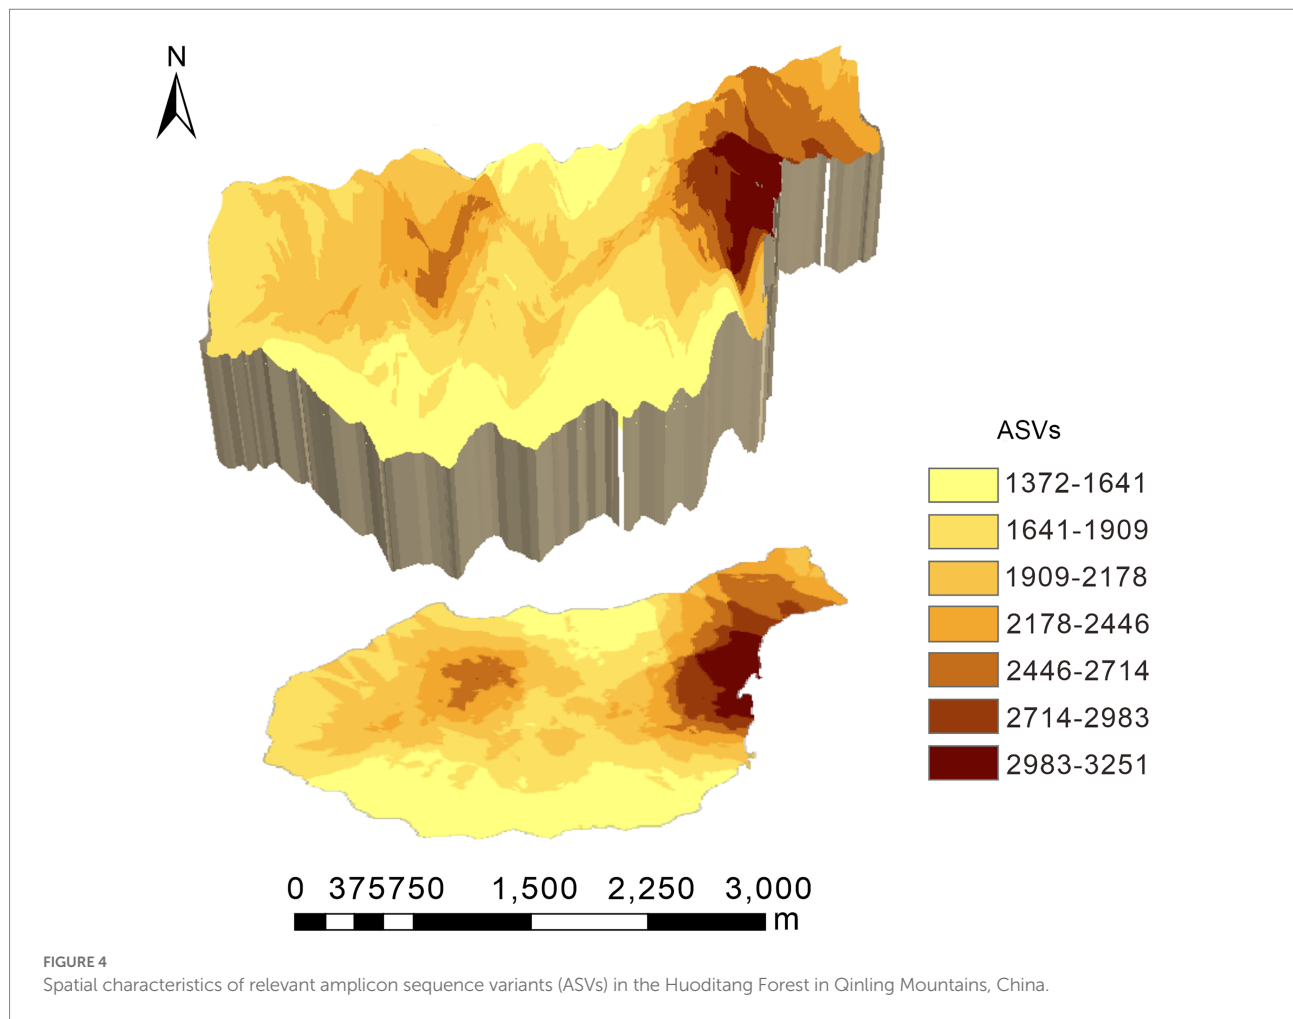 N
ASVs
1372-1641
1641-1909
1909-2178
2178-2446
2446-2714
2714-2983
2983-3251
0 375750 1,500 2,250 3,000
m
FIGURE 4
Spatial characteristics of relevant amplicon sequence variants (ASVs) in the Huoditang Forest in Qinling Mountains, China.